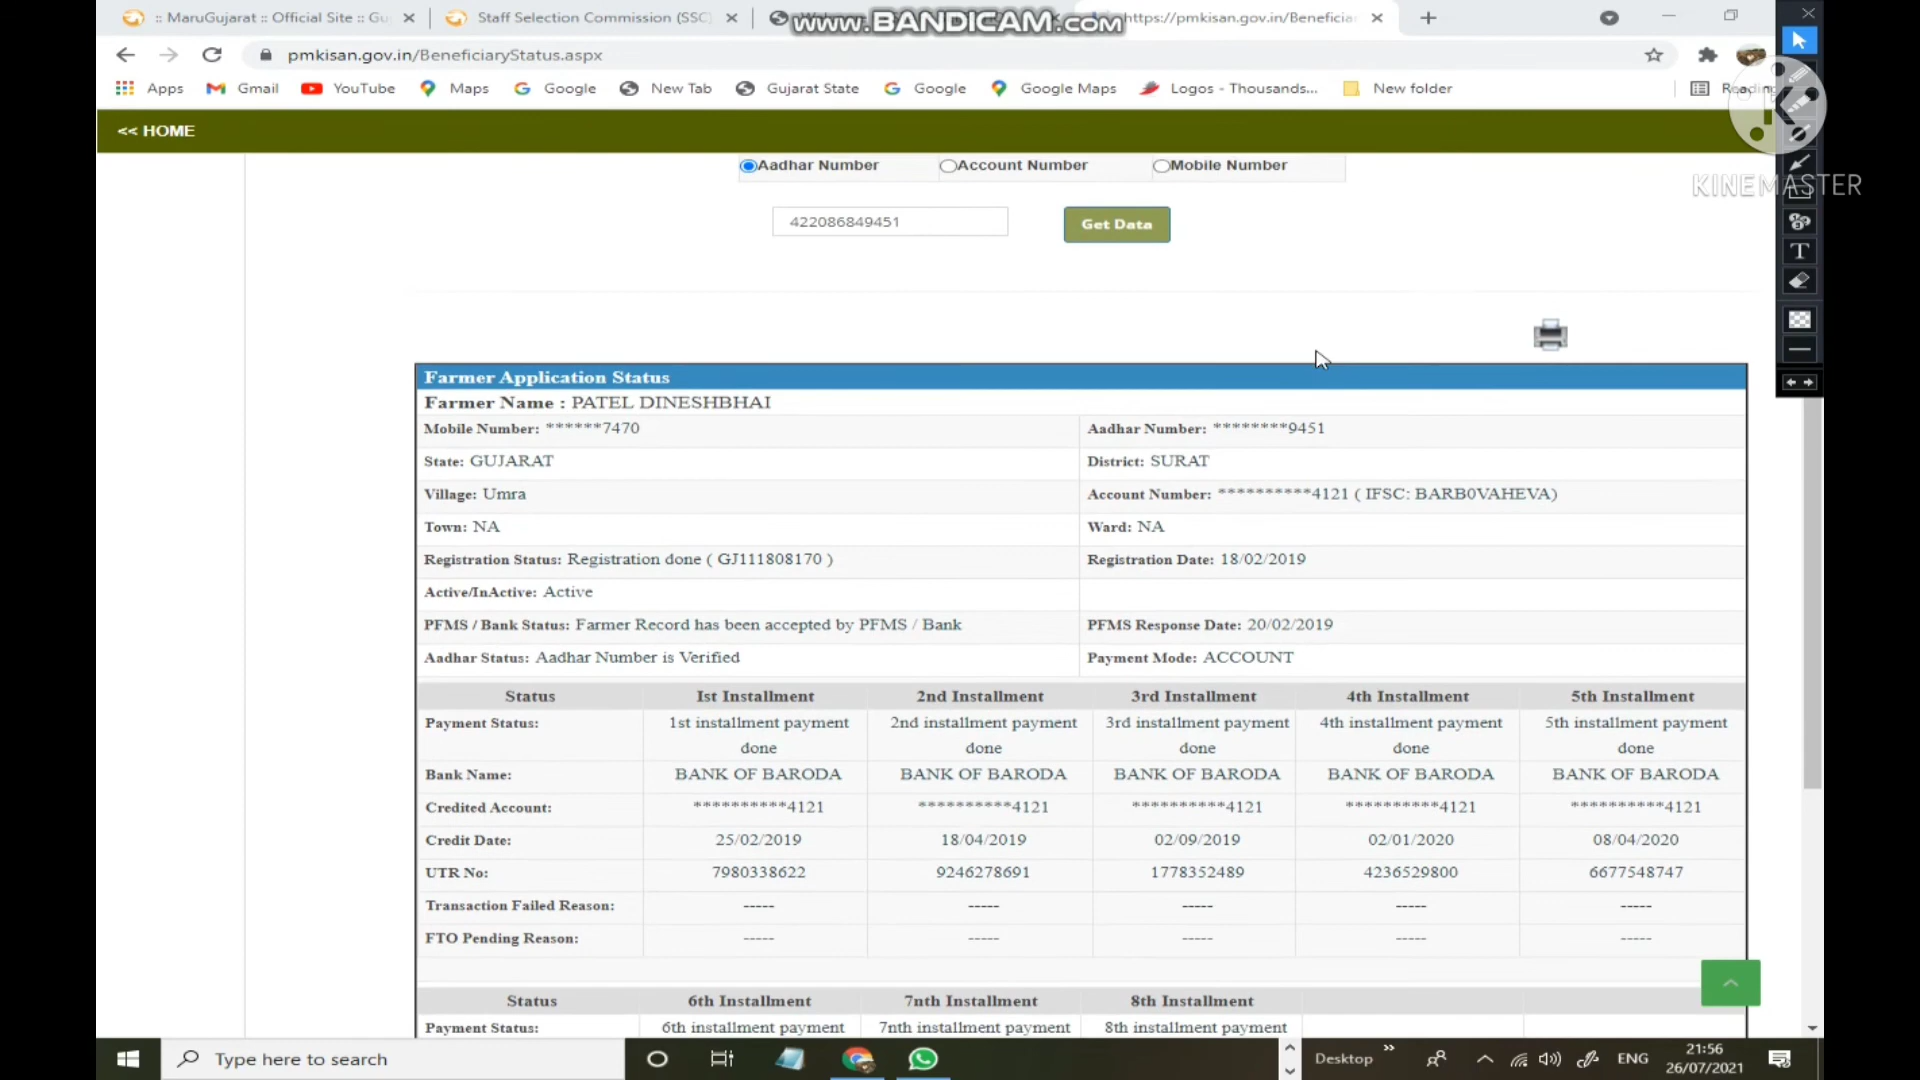 :: MaruGujarat :: Official Site :: Gu
Staff Selection Commission (SSC)
https://pmkisan.gov.in/Beneficia
www.BANDICAM.com
pmkisan.gov.in/BeneficiaryStatus.aspx
Apps Gmail YouTube Maps Google New Tab Gujarat State Google Google Maps Logos - Thousands... New folder Reading
KINEMASTER
<< HOME
Aadhar Number Account Number Mobile Number
422086849451 Get Data
Farmer Application Status
Farmer Name : PATEL DINESHBHAI
Mobile Number: ******7470 Aadhar Number: ********9451
State: GUJARAT District: SURAT
Village: Umra Account Number: **********4121 ( IFSC: BARB0VAHEVA)
Town: NA Ward: NA
Registration Status: Registration done ( GJ111808170 ) Registration Date: 18/02/2019
Active/InActive: Active
PFMS / Bank Status: Farmer Record has been accepted by PFMS / Bank PFMS Response Date: 20/02/2019
Aadhar Status: Aadhar Number is Verified Payment Mode: ACCOUNT
Status Ist Installment 2nd Installment 3rd Installment 4th Installment 5th Installment
Payment Status: 1st installment payment done 2nd installment payment done 3rd installment payment done 4th installment payment done 5th installment payment done
Bank Name: BANK OF BARODA BANK OF BARODA BANK OF BARODA BANK OF BARODA BANK OF BARODA
Credited Account: **********4121 **********4121 **********4121 **********4121 **********4121
Credit Date: 25/02/2019 18/04/2019 02/09/2019 02/01/2020 08/04/2020
UTR No: 7980338622 9246278691 1778352489 4236529800 6677548747
Transaction Failed Reason: ----- ----- ----- ----- -----
FTO Pending Reason: ----- ----- ----- ----- -----
Status 6th Installment 7nth Installment 8th Installment
Payment Status: 6th installment payment 7nth installment payment 8th installment payment
Type here to search Desktop ENG 21:56
26/07/2021